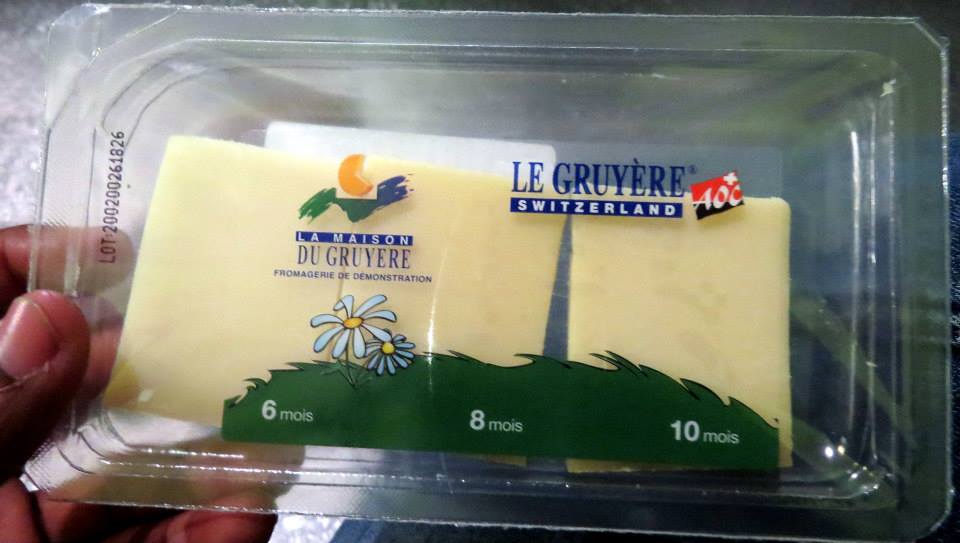 LOT:200200261826
LA MAISON
DU GRUYERE
FROMAGERIE DE DÉMONSTRATION
LE GRUYÈRE®
SWITZERLAND
AOC
6 mois
8 mois
10 mois